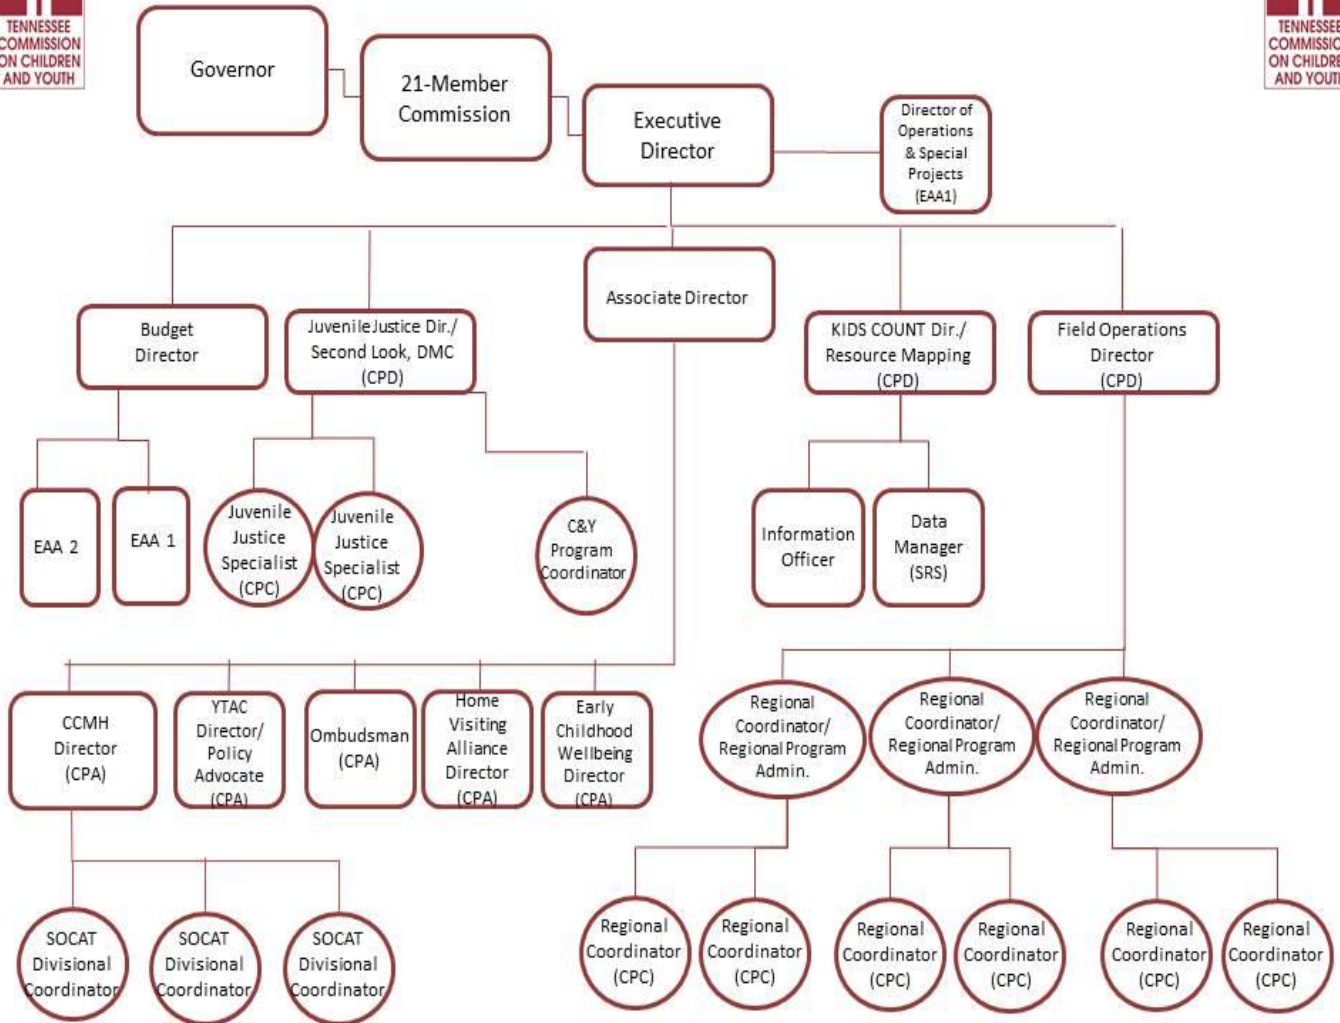 TENNESSEE
COMMISSION
ON CHILDREN
AND YOUTH
TENNESSEE
COMMISSION
ON CHILDREN
AND YOUTH
Governor
21-Member
Commission
Executive
Director
Director of
Operations
& Special
Projects
(EAA1)
Associate Director
Budget
Director
Juvenile Justice Dir./
Second Look, DMC
(CPD)
KIDS COUNT Dir./
Resource Mapping
(CPD)
Field Operations
Director
(CPD)
EAA 2
EAA 1
Juvenile
Justice
Specialist
(CPC)
Juvenile
Justice
Specialist
(CPC)
C&Y
Program
Coordinator
Information
Officer
Data
Manager
(SRS)
CCMH
Director
(CPA)
YTAC
Director/
Policy
Advocate
(CPA)
Ombudsman
(CPA)
Home
Visiting
Alliance
Director
(CPA)
Early
Childhood
Wellbeing
Director
(CPA)
Regional
Coordinator/
Regional Program
Admin.
Regional
Coordinator/
Regional Program
Admin.
Regional
Coordinator/
Regional Program
Admin.
SOCAT
Divisional
Coordinator
SOCAT
Divisional
Coordinator
SOCAT
Divisional
Coordinator
Regional
Coordinator
(CPC)
Regional
Coordinator
(CPC)
Regional
Coordinator
(CPC)
Regional
Coordinator
(CPC)
Regional
Coordinator
(CPC)
Regional
Coordinator
(CPC)